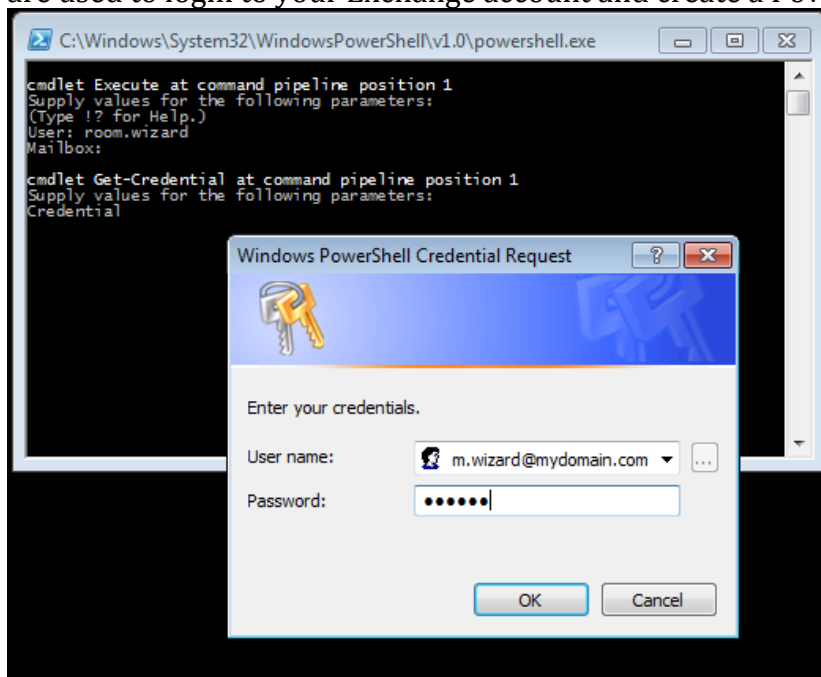 are used to login to your Exchange account and create a Po
C:\Windows\System32\WindowsPowerShell\v1.0\powershell.exe
cmdlet Execute at command pipeline position 1
Supply values for the following parameters:
(Type !? for Help.)
User: room.wizard
Mailbox:
cmdlet Get-Credential at command pipeline position 1
Supply values for the following parameters:
Credential
Windows PowerShell Credential Request
Enter your credentials.
User name: m.wizard@mydomain.com ...
Password: ••••••
OK Cancel